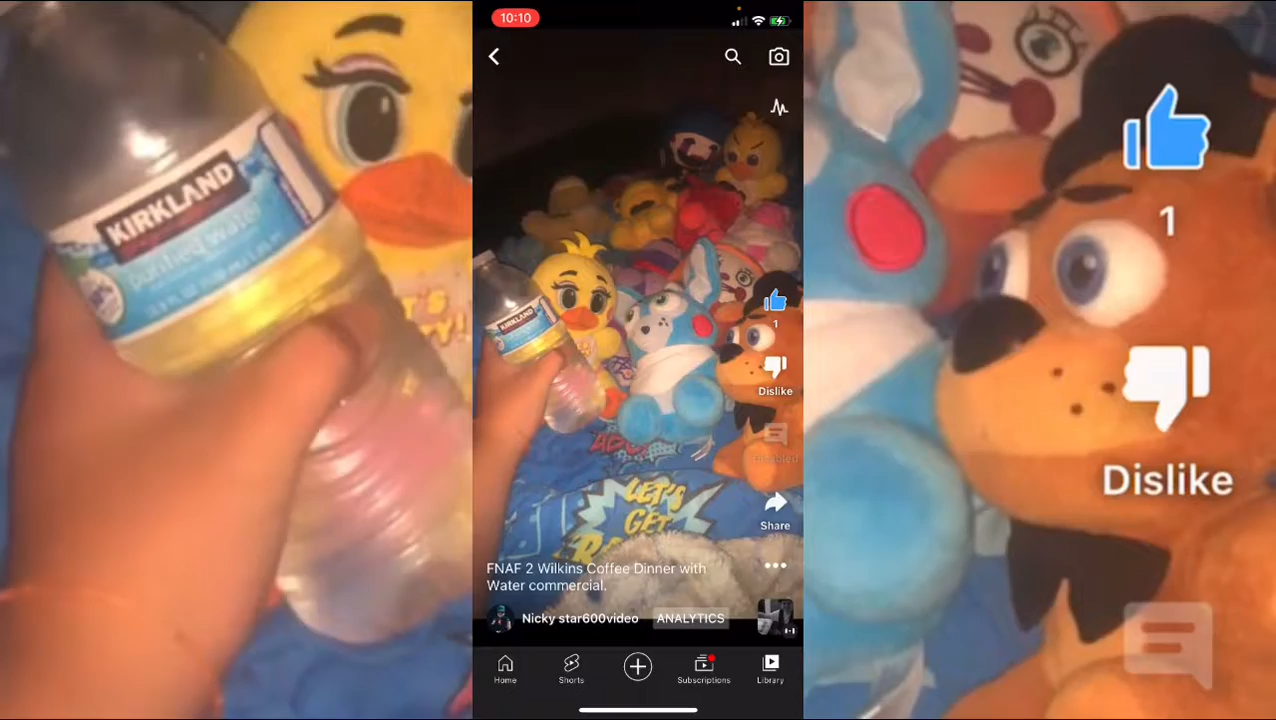 10:10
KIRKLAND
Purified Water
KIRKLAND
1
1
Dislike
Dislike
LET'S
GET
Share
FNAF 2 Wilkins Coffee Dinner with
Water commercial.
Nicky star600video
ANALYTICS
Home
Shorts
Subscriptions
Library